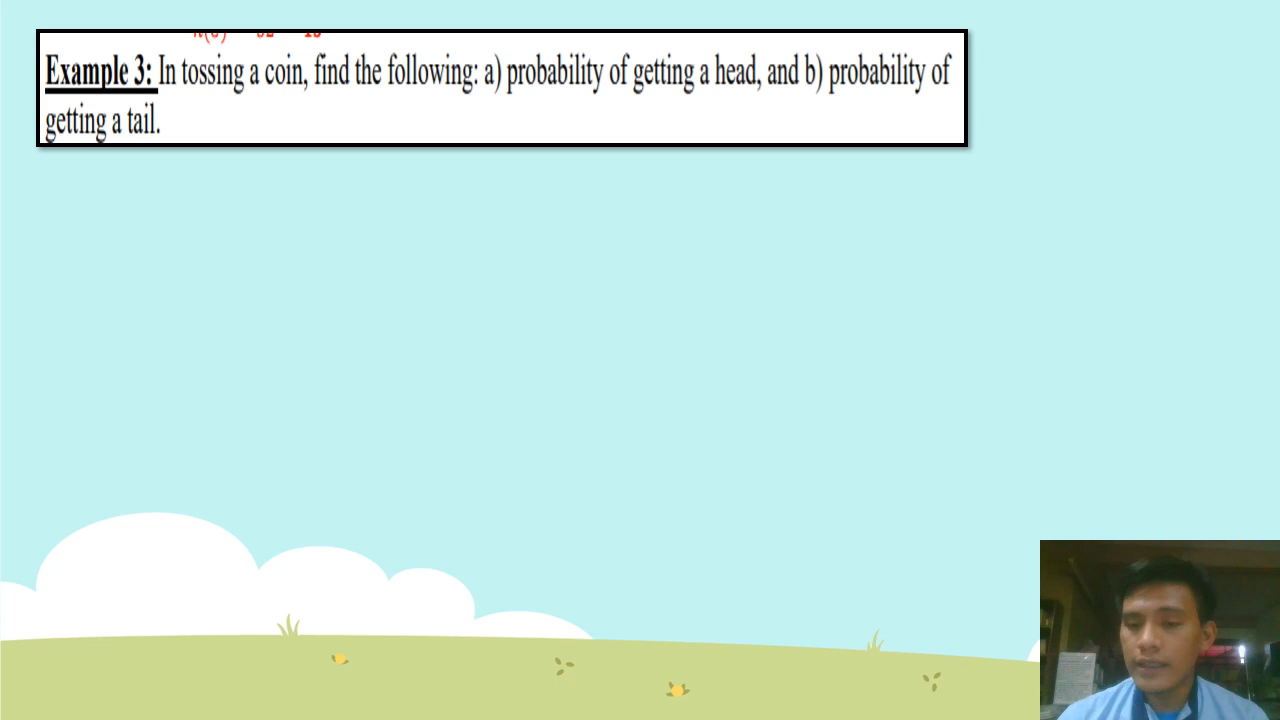 Example 3: In tossing a coin, find the following: a) probability of getting a head, and b) probability of
getting a tail.